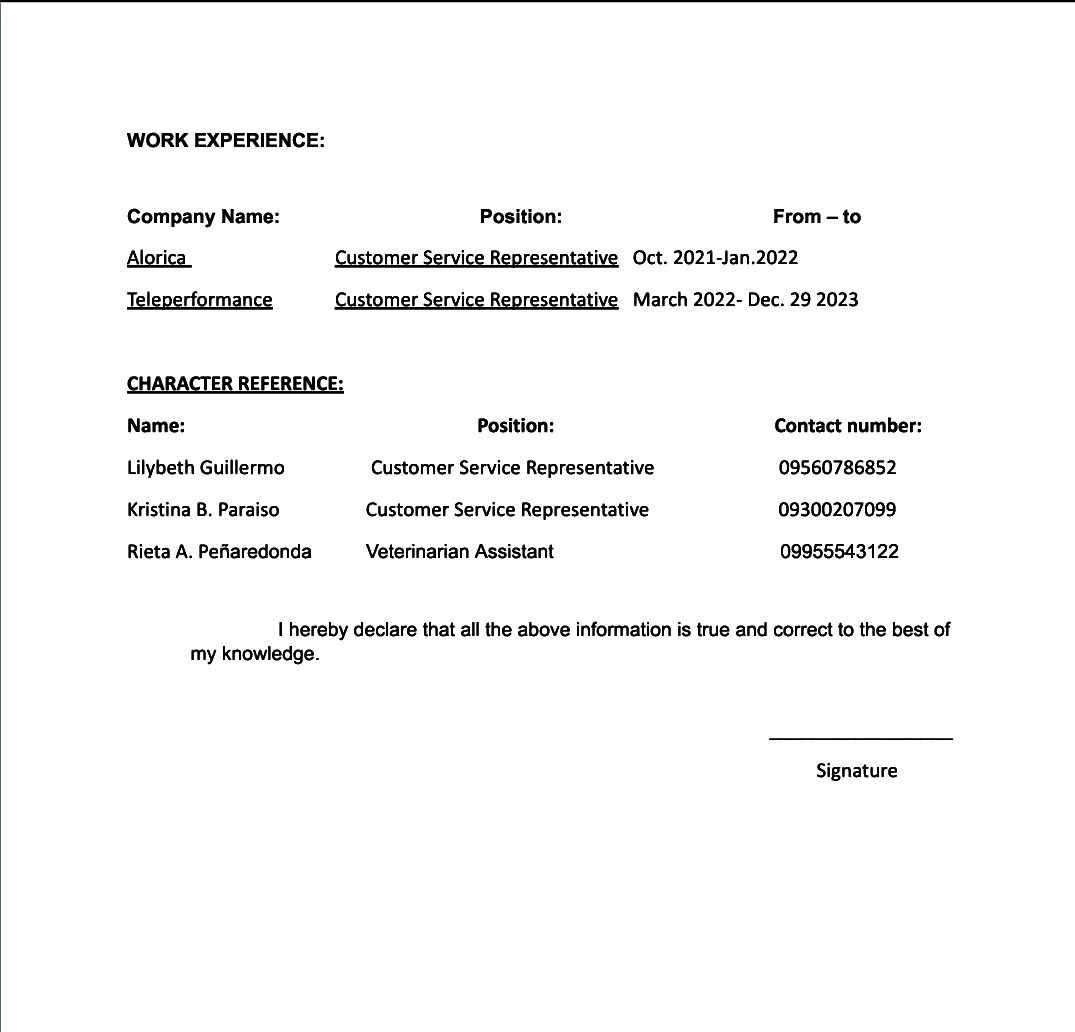 WORK EXPERIENCE:
Company Name: Position: From – to
Alorica Customer Service Representative Oct. 2021-Jan.2022
Teleperformance Customer Service Representative March 2022- Dec. 29 2023
CHARACTER REFERENCE:
Name: Position: Contact number:
Lilybeth Guillermo Customer Service Representative 09560786852
Kristina B. Paraiso Customer Service Representative 09300207099
Rieta A. Peñaredonda Veterinarian Assistant 09955543122
I hereby declare that all the above information is true and correct to the best of
my knowledge.
Signature